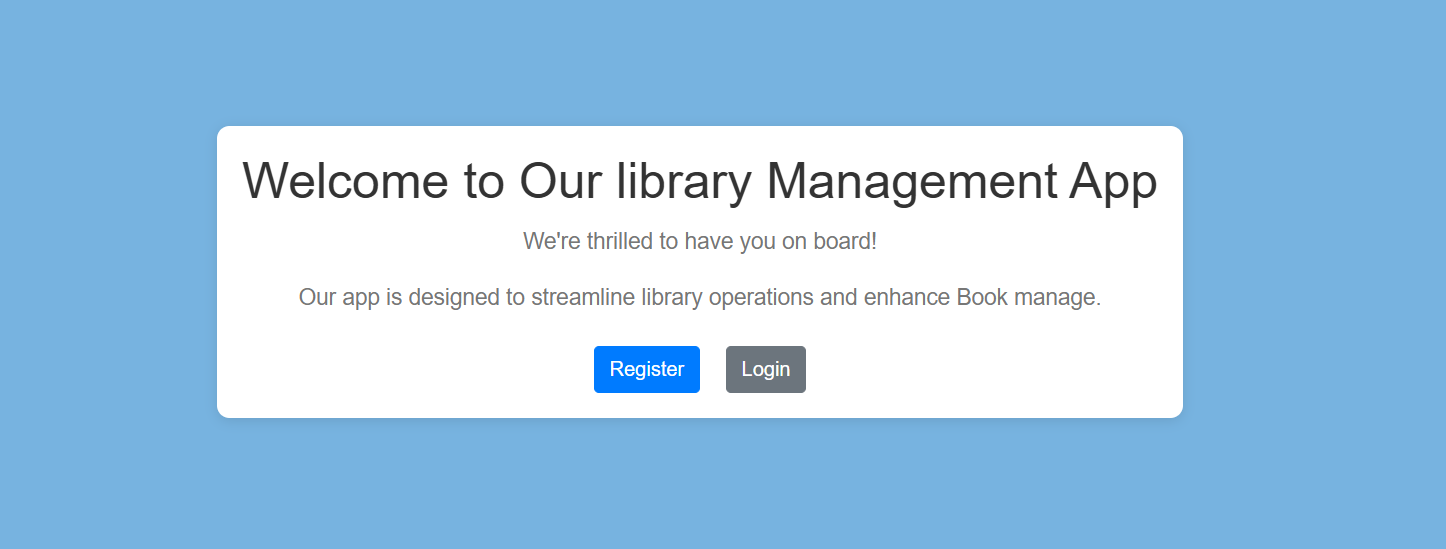 Welcome to Our library Management App
We're thrilled to have you on board!
Our app is designed to streamline library operations and enhance Book manage.
Register Login